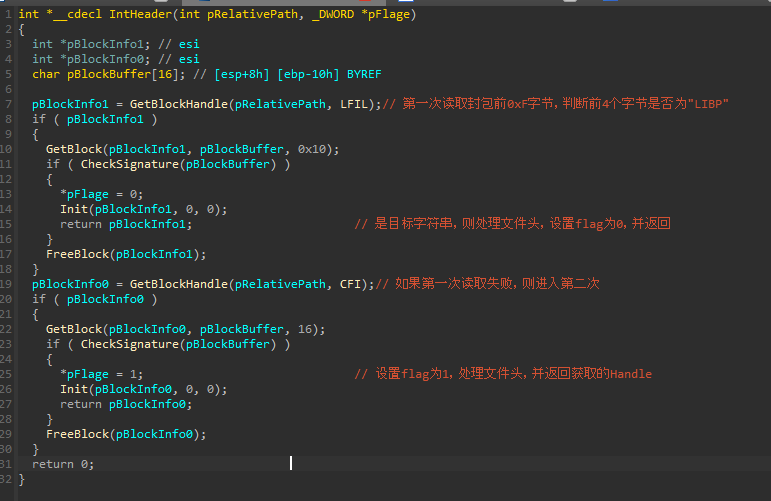 1 int *__cdecl IntHeader(int pRelativePath, _DWORD *pFlage)
2 {
3 int *pBlockInfo1; // esi
4 int *pBlockInfo0; // esi
5 char pBlockBuffer[16]; // [esp+8h] [ebp-10h] BYREF
6
7 pBlockInfo1 = GetBlockHandle(pRelativePath, LFIL);// 第一次读取封包前0xF字节，判断前4个字节是否为"LIBP"
8 if ( pBlockInfo1 )
9 {
10 GetBlock(pBlockInfo1, pBlockBuffer, 0x10);
11 if ( CheckSignature(pBlockBuffer) )
12 {
13 *pFlage = 0;
14 Init(pBlockInfo1, 0, 0);
15 return pBlockInfo1; // 是目标字符串，则处理文件头，设置flag为0，并返回
16 }
17 FreeBlock(pBlockInfo1);
18 }
19 pBlockInfo0 = GetBlockHandle(pRelativePath, CFI);// 如果第一次读取失败，则进入第二次
20 if ( pBlockInfo0 )
21 {
22 GetBlock(pBlockInfo0, pBlockBuffer, 16);
23 if ( CheckSignature(pBlockBuffer) )
24 {
25 *pFlage = 1; // 设置flag为1，处理文件头，并返回获取的Handle
26 Init(pBlockInfo0, 0, 0);
27 return pBlockInfo0;
28 }
29 FreeBlock(pBlockInfo0);
30 }
31 return 0;
32 }